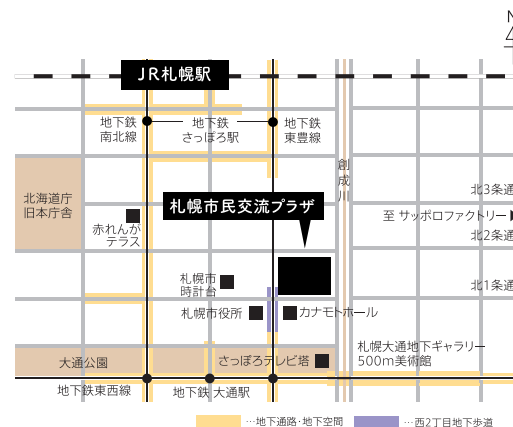 N
JR札幌駅
地下鉄
南北線
地下鉄
さっぽろ駅
地下鉄
東豊線
創成川
北海道庁
旧本庁舎
赤れんが
テラス
札幌市民交流プラザ
北3条通
至 サッポロファクトリー
北2条通
札幌市
時計台
北1条通
札幌市役所
カナモトホール
大通公園
さっぽろテレビ塔
札幌大通地下ギャラリー
500m美術館
地下鉄東西線
地下鉄 大通駅
…地下通路・地下空間
…西2丁目地下歩道